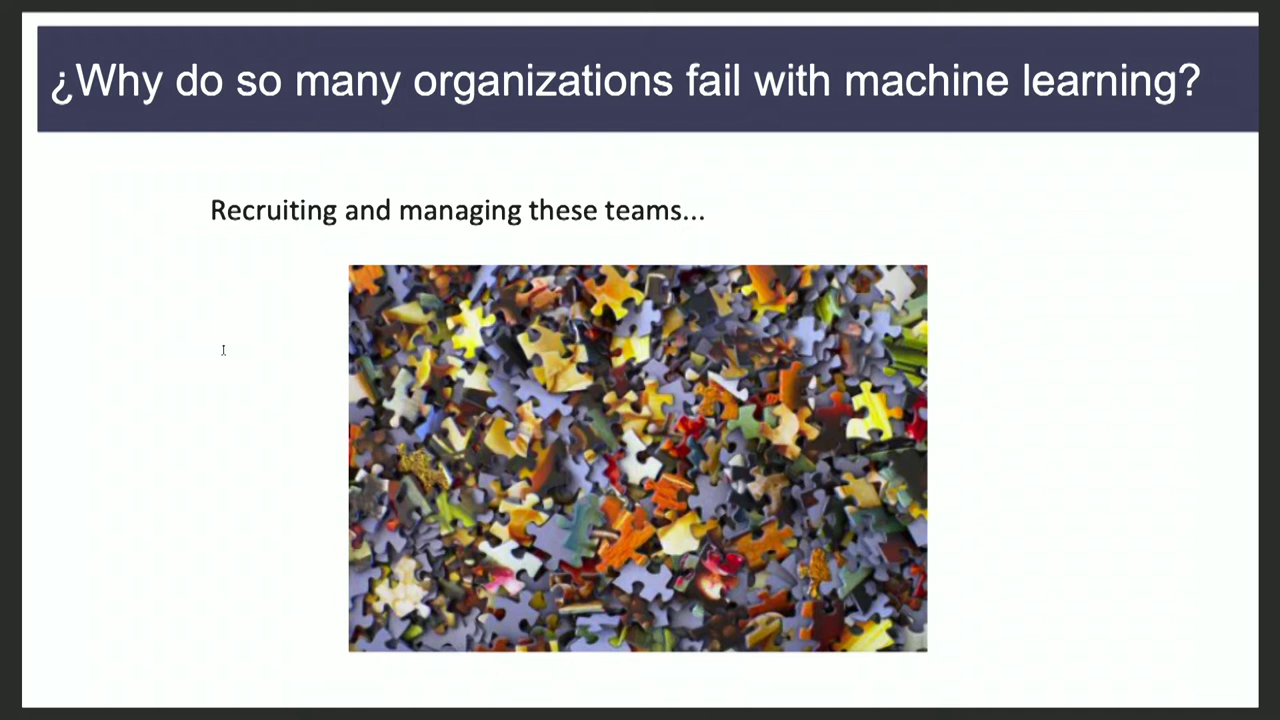 ¿Why do so many organizations fail with machine learning?
Recruiting and managing these teams...